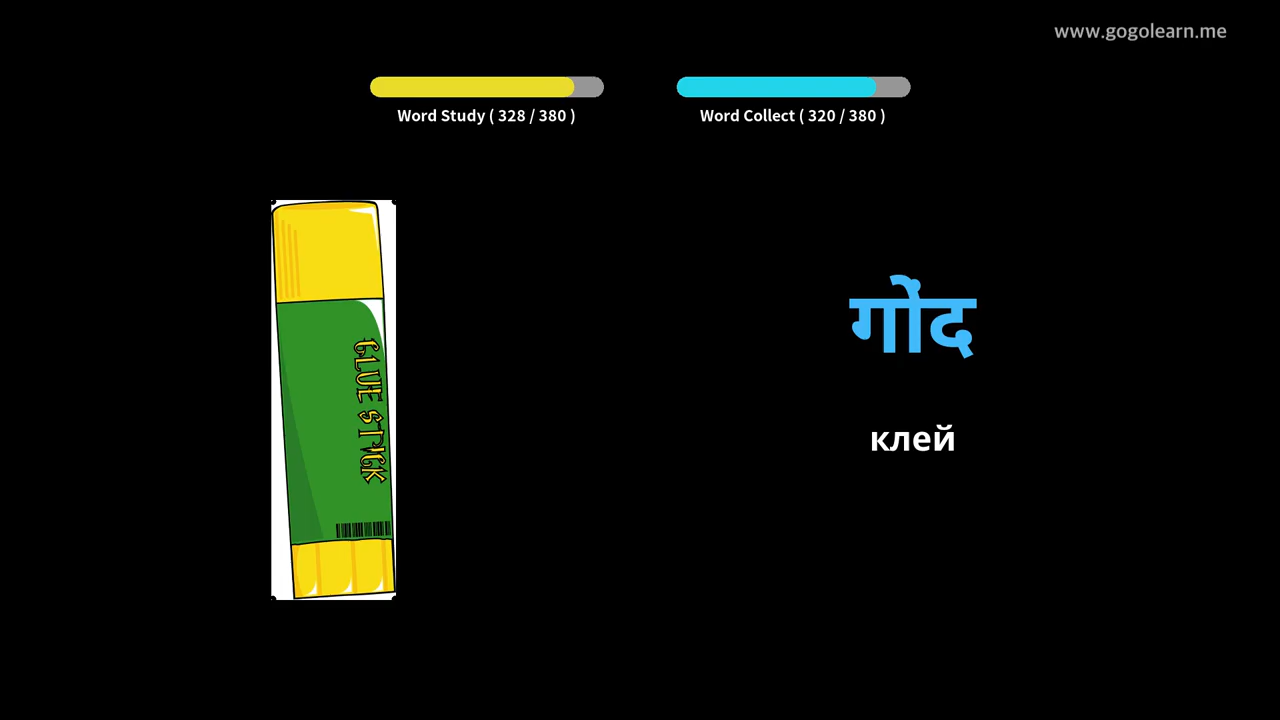 www.gogolearn.me
Word Study ( 328 / 380 )
Word Collect ( 320 / 380 )
GLUE STICK
गोंद
клей